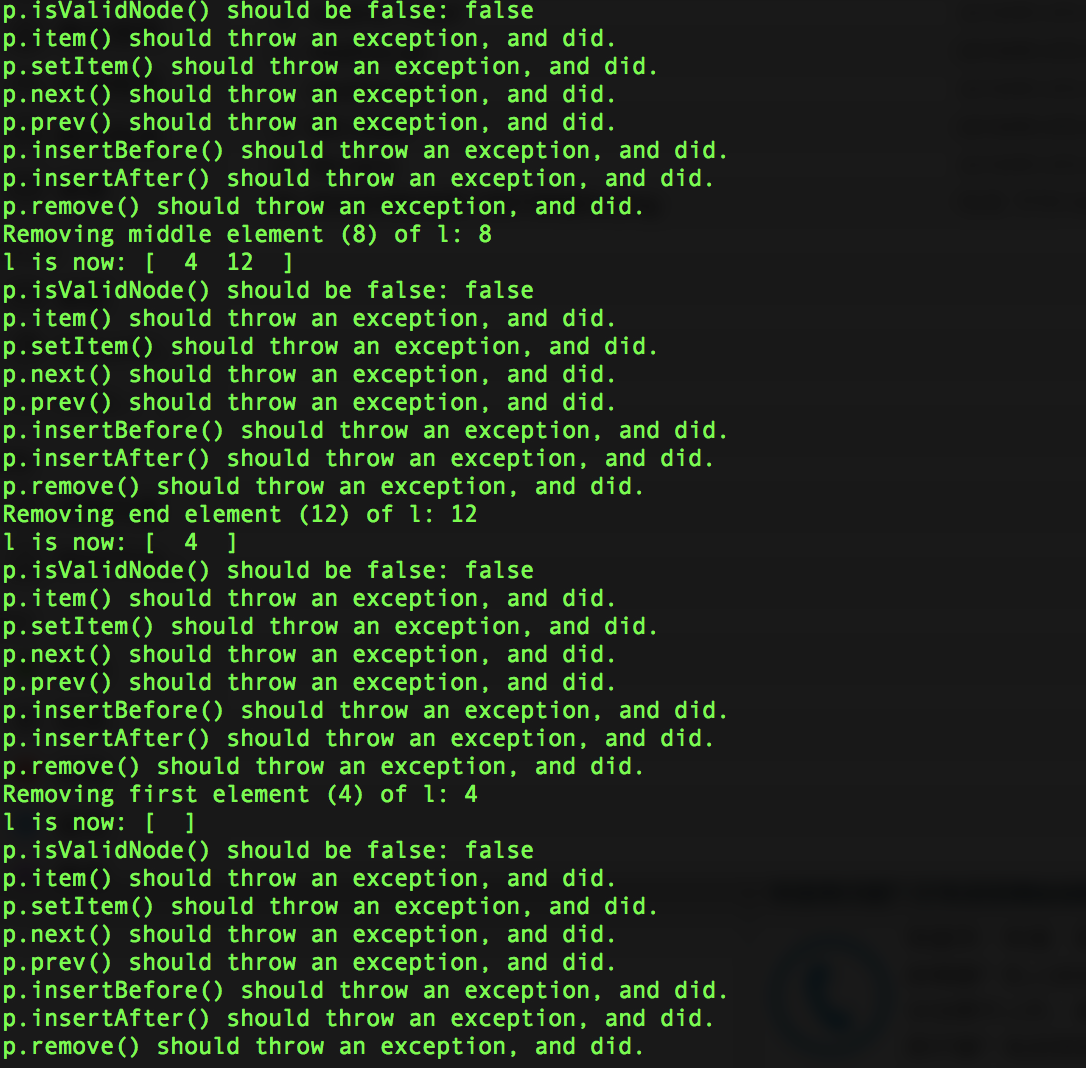 p.isValidNode() should be false: false
p.item() should throw an exception, and did.
p.setItem() should throw an exception, and did.
p.next() should throw an exception, and did.
p.prev() should throw an exception, and did.
p.insertBefore() should throw an exception, and did.
p.insertAfter() should throw an exception, and did.
p.remove() should throw an exception, and did.
Removing middle element (8) of l: 8
l is now: [  4  12  ]
p.isValidNode() should be false: false
p.item() should throw an exception, and did.
p.setItem() should throw an exception, and did.
p.next() should throw an exception, and did.
p.prev() should throw an exception, and did.
p.insertBefore() should throw an exception, and did.
p.insertAfter() should throw an exception, and did.
p.remove() should throw an exception, and did.
Removing end element (12) of l: 12
l is now: [  4  ]
p.isValidNode() should be false: false
p.item() should throw an exception, and did.
p.setItem() should throw an exception, and did.
p.next() should throw an exception, and did.
p.prev() should throw an exception, and did.
p.insertBefore() should throw an exception, and did.
p.insertAfter() should throw an exception, and did.
p.remove() should throw an exception, and did.
Removing first element (4) of l: 4
l is now: [  ]
p.isValidNode() should be false: false
p.item() should throw an exception, and did.
p.setItem() should throw an exception, and did.
p.next() should throw an exception, and did.
p.prev() should throw an exception, and did.
p.insertBefore() should throw an exception, and did.
p.insertAfter() should throw an exception, and did.
p.remove() should throw an exception, and did.